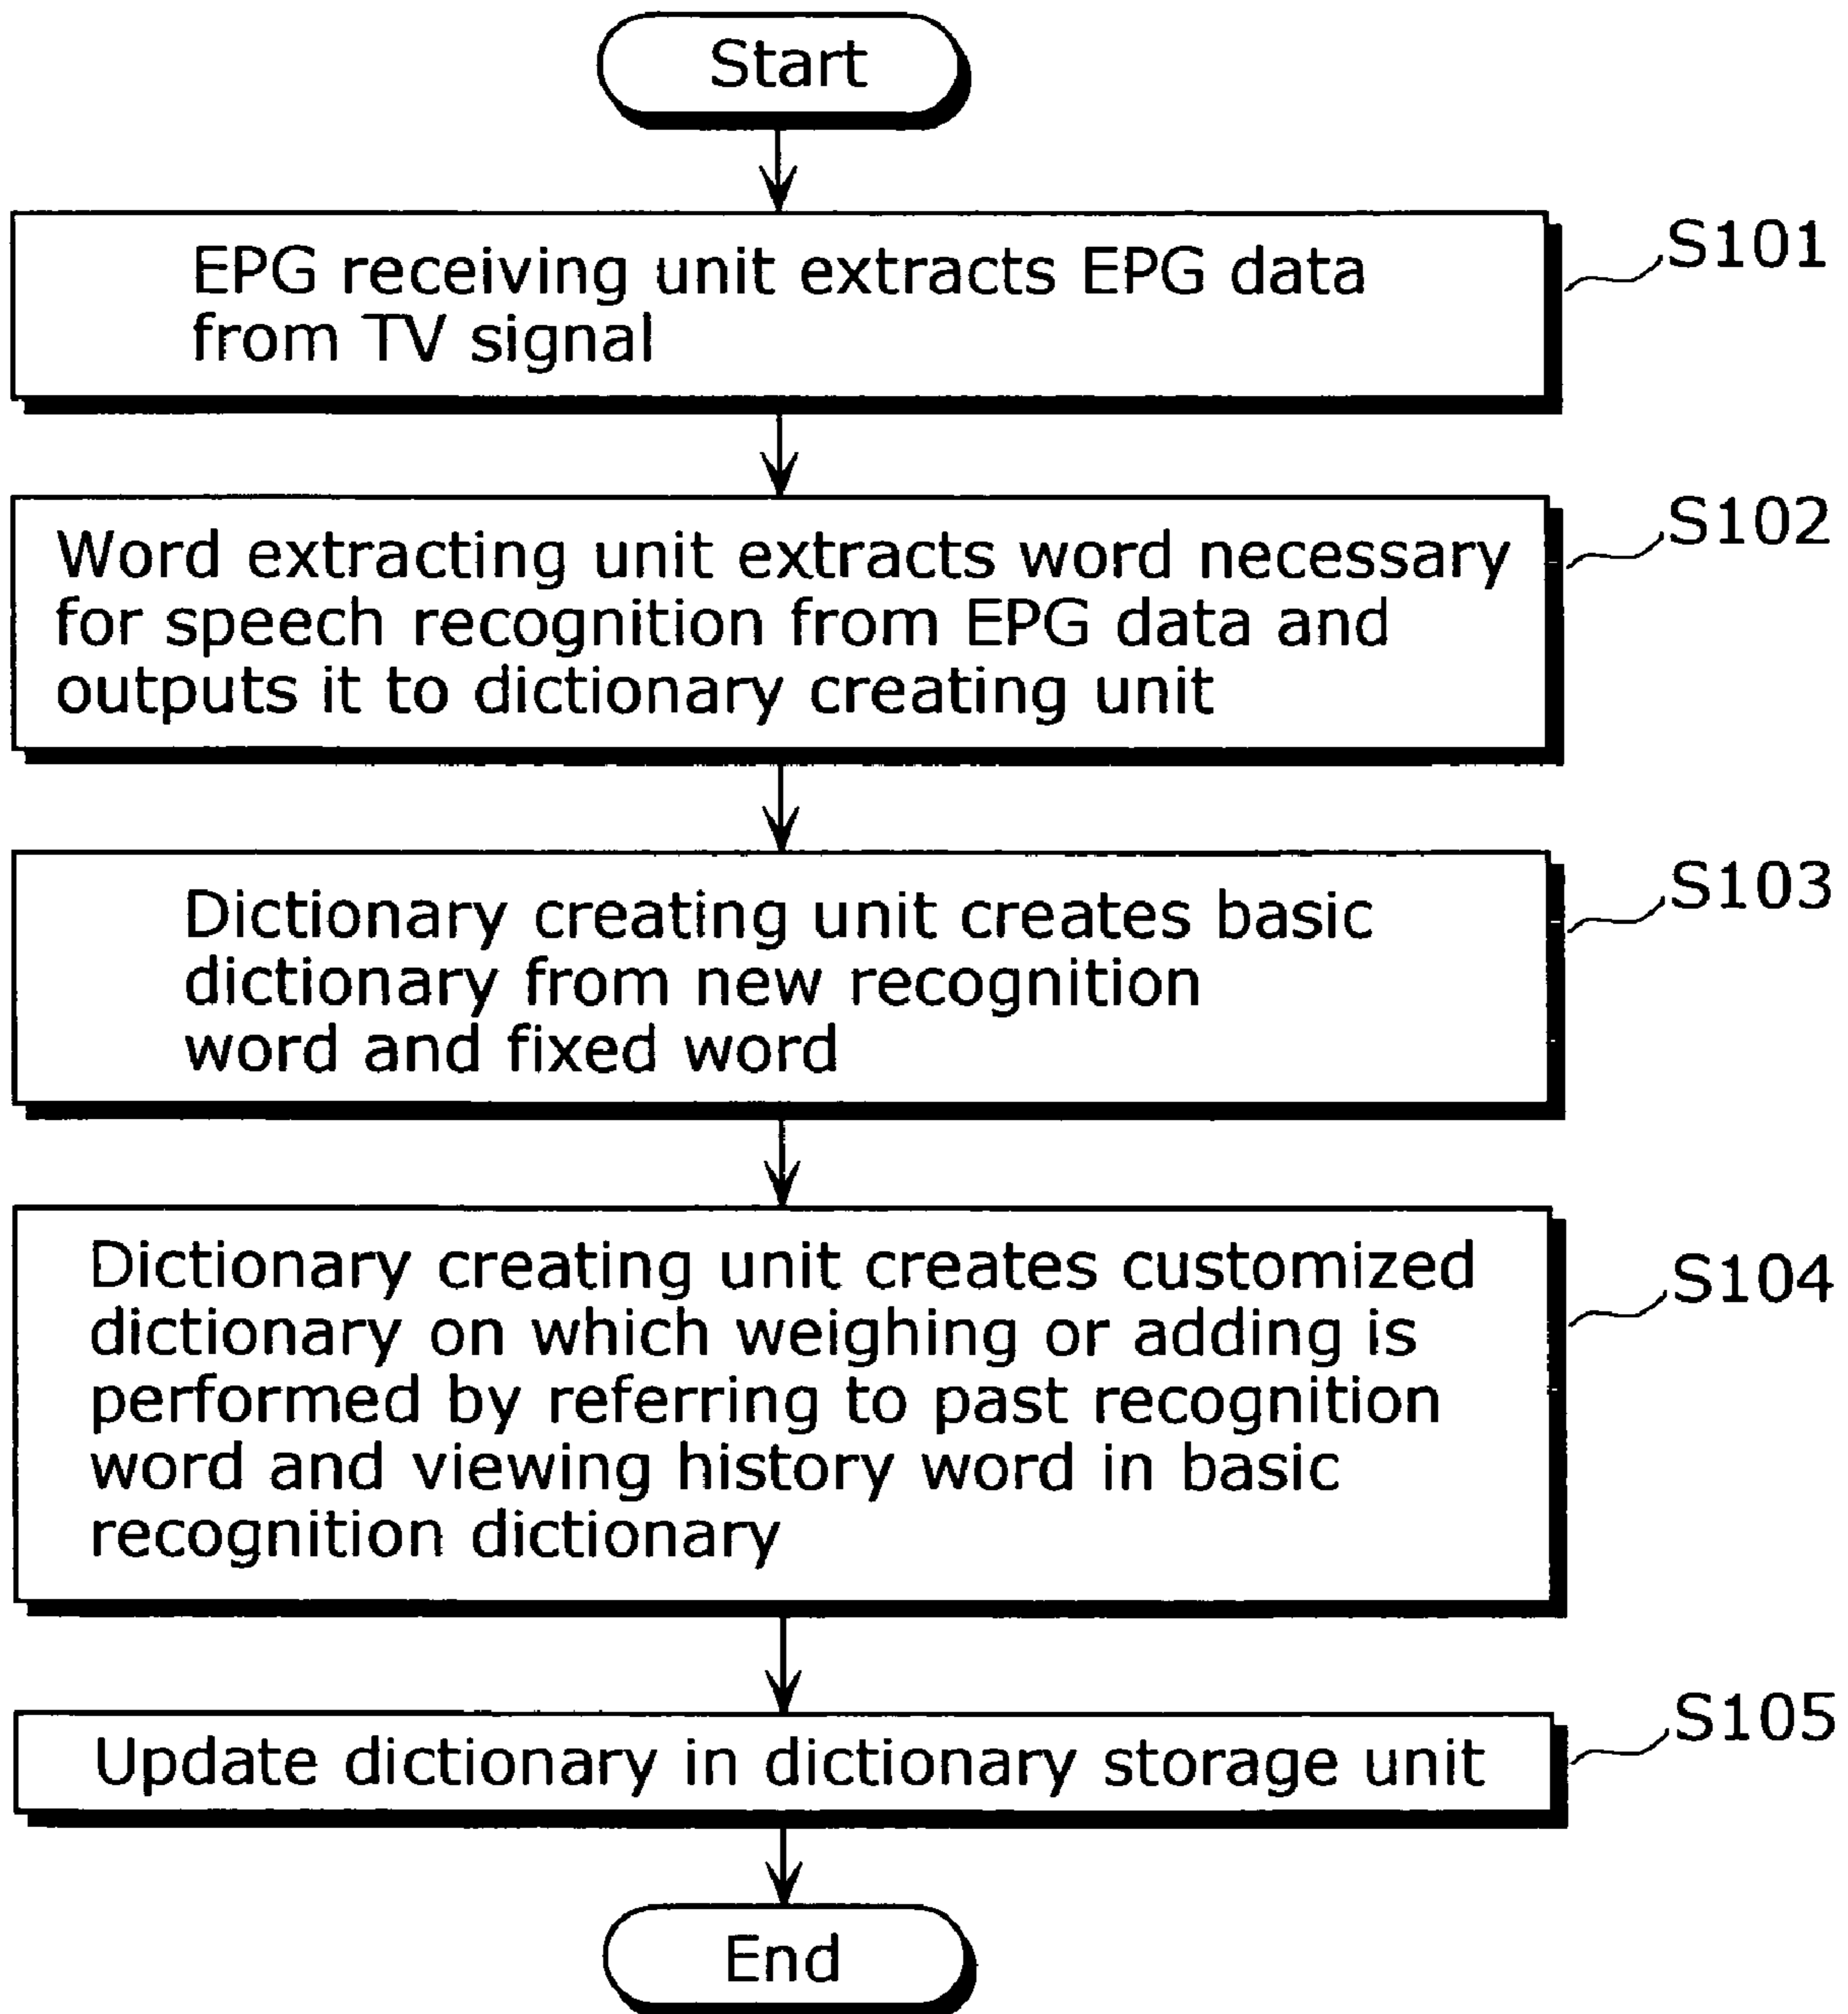 Start
EPG receiving unit extracts EPG data
from TV signal
S101
Word extracting unit extracts word necessary
for speech recognition from EPG data and
outputs it to dictionary creating unit
S102
Dictionary creating unit creates basic
dictionary from new recognition
word and fixed word
S103
Dictionary creating unit creates customized
dictionary on which weighing or adding is
performed by referring to past recognition
word and viewing history word in basic
recognition dictionary
S104
Update dictionary in dictionary storage unit
S105
End